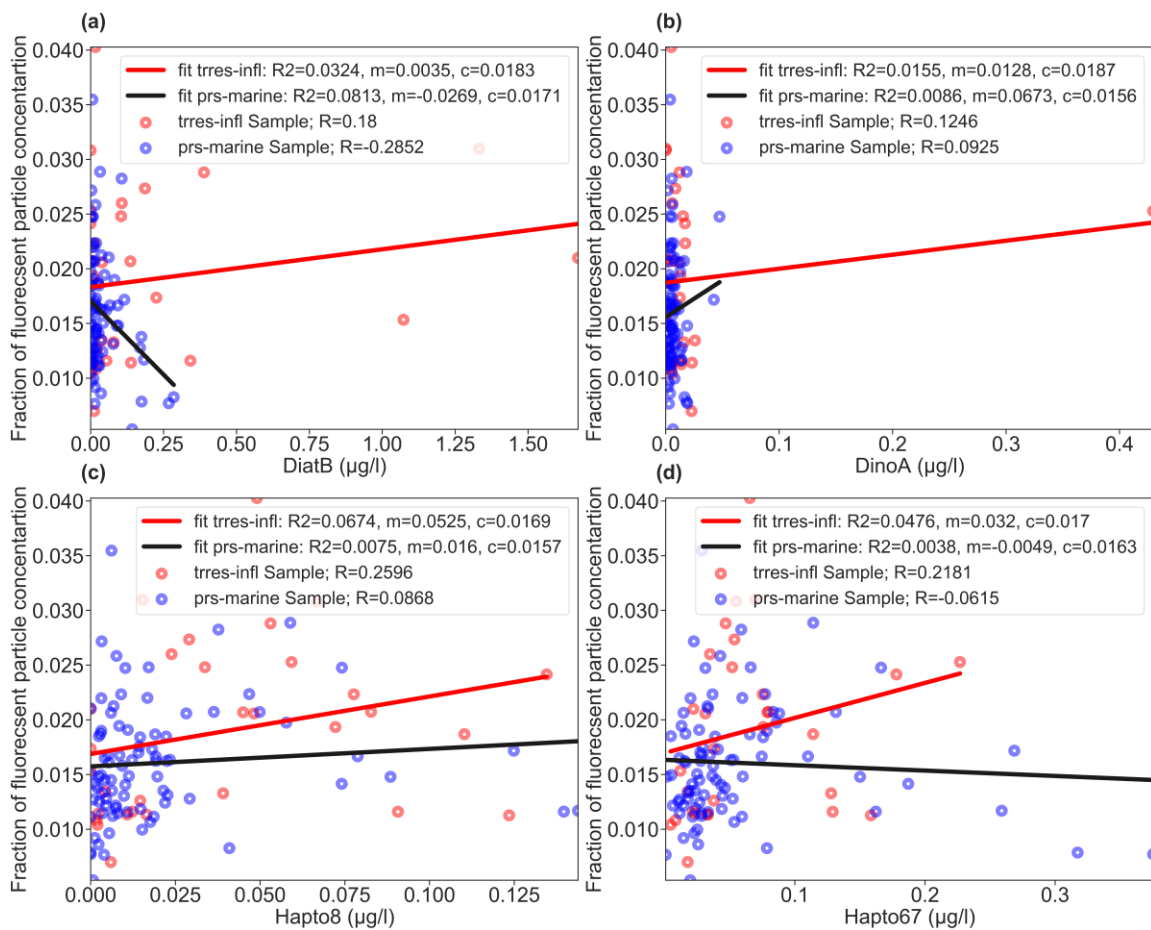 (a)
Fraction of fluorecsent particle concentartion
0.040
0.035
0.030
0.025
0.020
0.015
0.010
fit trres-infl: R2=0.0324, m=0.0035, c=0.0183
fit prs-marine: R2=0.0813, m=-0.0269, c=0.0171
trres-infl Sample; R=0.18
prs-marine Sample; R=-0.2852
0.00 0.25 0.50 0.75 1.00 1.25 1.50
DiatB (µg/l)
(b)
Fraction of fluorecsent particle concentartion
0.040
0.035
0.030
0.025
0.020
0.015
0.010
fit trres-infl: R2=0.0155, m=0.0128, c=0.0187
fit prs-marine: R2=0.0086, m=0.0673, c=0.0156
trres-infl Sample; R=0.1246
prs-marine Sample; R=0.0925
0.0 0.1 0.2 0.3 0.4
DinoA (µg/l)
(c)
Fraction of fluorecsent particle concentartion
0.040
0.035
0.030
0.025
0.020
0.015
0.010
fit trres-infl: R2=0.0674, m=0.0525, c=0.0169
fit prs-marine: R2=0.0075, m=0.016, c=0.0157
trres-infl Sample; R=0.2596
prs-marine Sample; R=0.0868
0.000 0.025 0.050 0.075 0.100 0.125
Hapto8 (µg/l)
(d)
Fraction of fluorecsent particle concentartion
0.040
0.035
0.030
0.025
0.020
0.015
0.010
fit trres-infl: R2=0.0476, m=0.032, c=0.017
fit prs-marine: R2=0.0038, m=-0.0049, c=0.0163
trres-infl Sample; R=0.2181
prs-marine Sample; R=-0.0615
0.1 0.2 0.3
Hapto67 (µg/l)